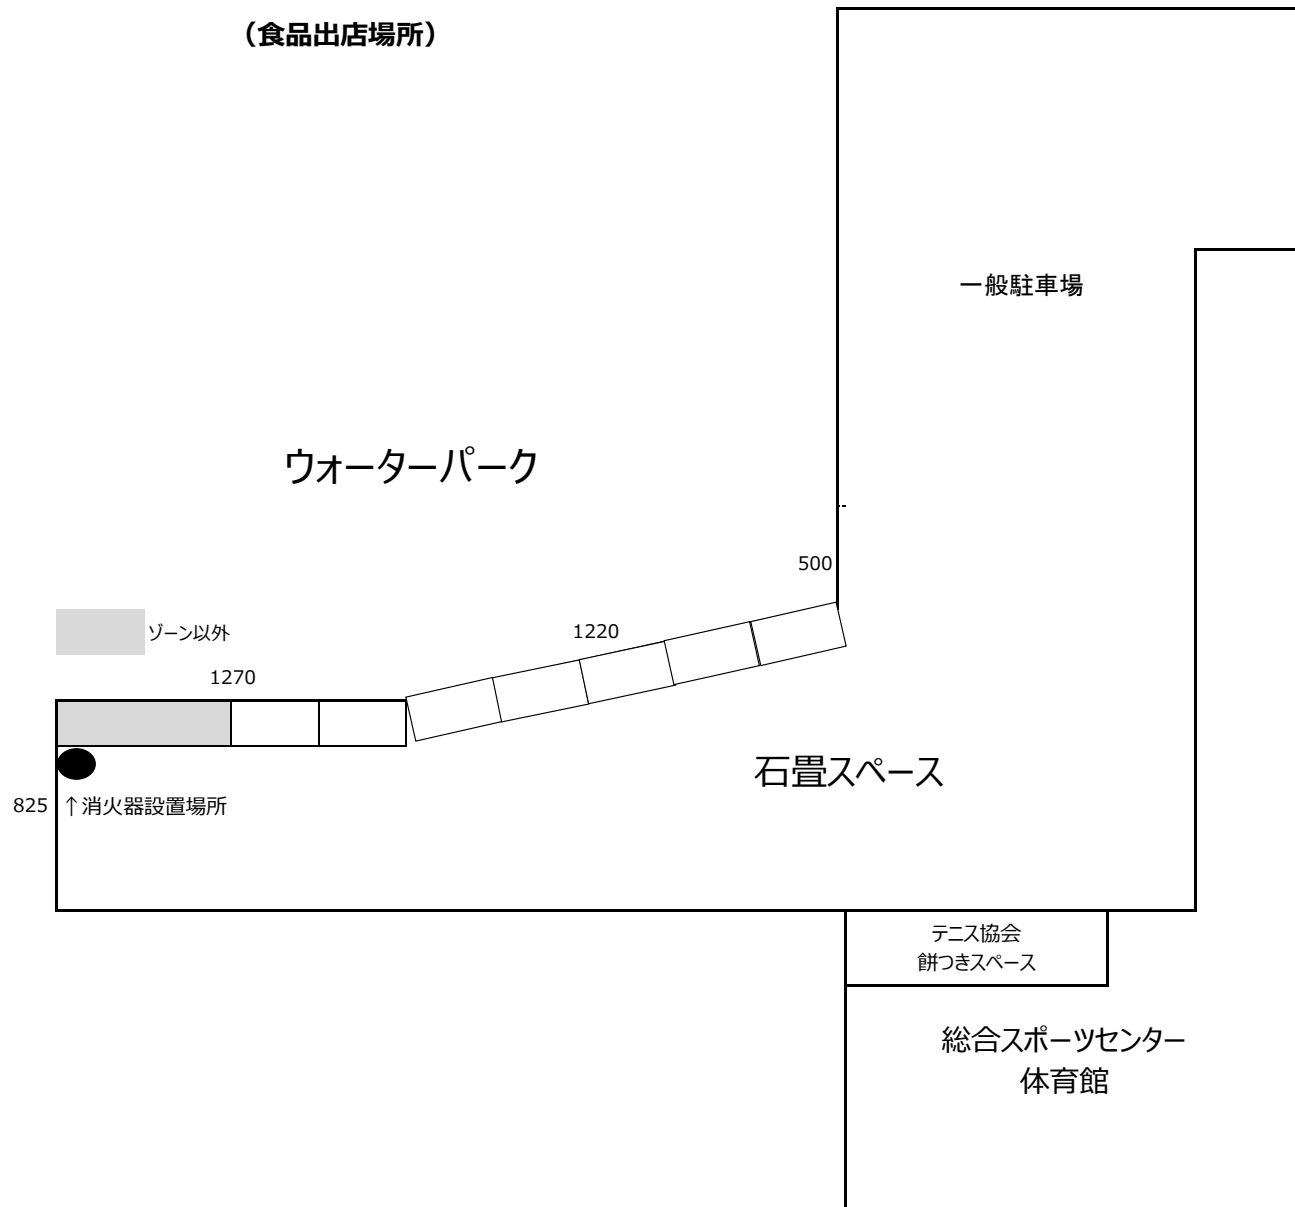 （食品出店場所）
一般駐車場
ウォーターパーク
500
ゾーン以外
1220
1270
石畳スペース
825
↑消火器設置場所
テニス協会
餅つきスペース
総合スポーツセンター
体育館